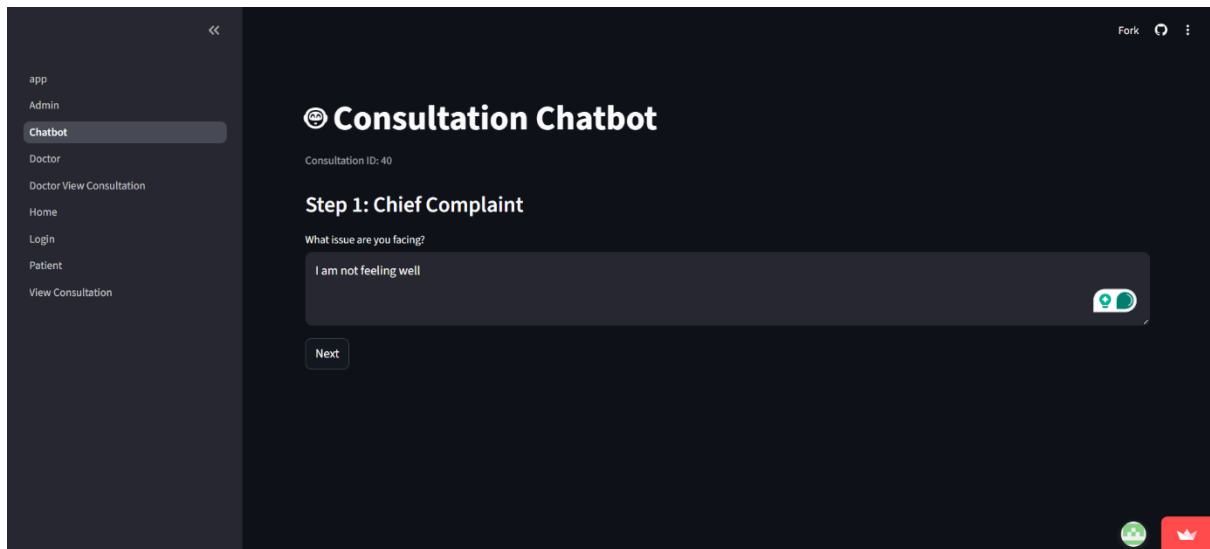 Fork
app
Admin
Chatbot
Doctor
Doctor View Consultation
Home
Login
Patient
View Consultation
Consultation Chatbot
Consultation ID: 40
Step 1: Chief Complaint
What issue are you facing?
I am not feeling well
Next